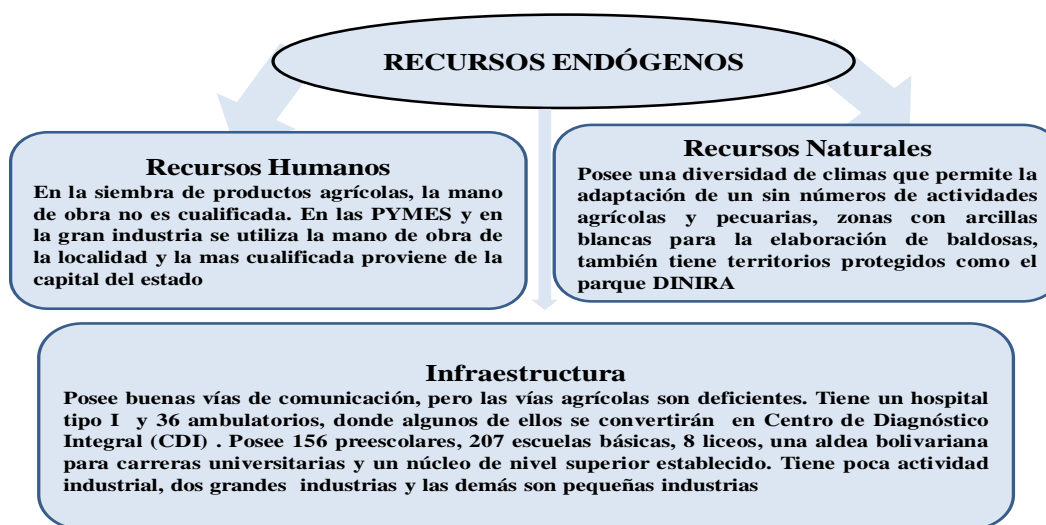 RECURSOS ENDÓGENOS
Recursos Humanos
En la siembra de productos agrícolas, la mano
de obra no es cualificada. En las PYMES y en
la gran industria se utiliza la mano de obra de
la localidad y la mas cualificada proviene de la
capital del estado
Recursos Naturales
Posee una diversidad de climas que permite la
adaptación de un sin números de actividades
agrícolas y pecuarias, zonas con arcillas
blancas para la elaboración de baldosas,
también tiene territorios protegidos como el
parque DINIRA
Infraestructura
Posee buenas vías de comunicación, pero las vías agrícolas son deficientes. Tiene un hospital
tipo I y 36 ambulatorios, donde algunos de ellos se convertirán en Centro de Diagnóstico
Integral (CDI) . Posee 156 preescolares, 207 escuelas básicas, 8 liceos, una aldea bolivariana
para carreras universitarias y un núcleo de nivel superior establecido. Tiene poca actividad
industrial, dos grandes industrias y las demás son pequeñas industrias